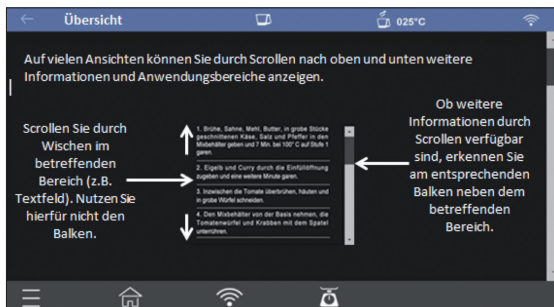 Übersicht
025°C
Auf vielen Ansichten können Sie durch Scrollen nach oben und unten weitere
Informationen und Anwendungsbereiche anzeigen.
Scrollen Sie durch
Wischen im
betreffenden
Bereich (z.B.
Textfeld). Nutzen Sie
hierfür nicht den
Balken.
1. Brühe, Sahne, Mehl, Butter, in grobe Stücke
geschnittenen Käse, Salz und Pfeffer in den
Mixbehälter geben und 7 Min. bei 100° C auf Stufe 1
garen.
2. Eigelb und Curry durch die Einfüllöffnung
zugeben und eine weitere Minute garen.
3. Inzwischen die Tomate überbrühen, häuten und
in grobe Würfel schneiden.
4. Den Mixbehälter von der Basis nehmen, die
Tomatenwürfel und Krabben mit dem Spatel
unterrühren.
Ob weitere
Informationen durch
Scrollen verfügbar
sind, erkennen Sie
am entsprechenden
Balken neben dem
betreffenden
Bereich.